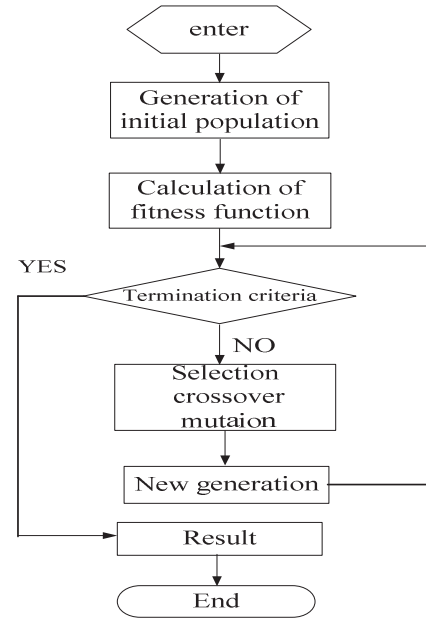 enter
Generation of
initial population
Calculation of
fitness function
YES
Termination criteria
NO
Selection
crossover
mutaion
New generation
Result
End